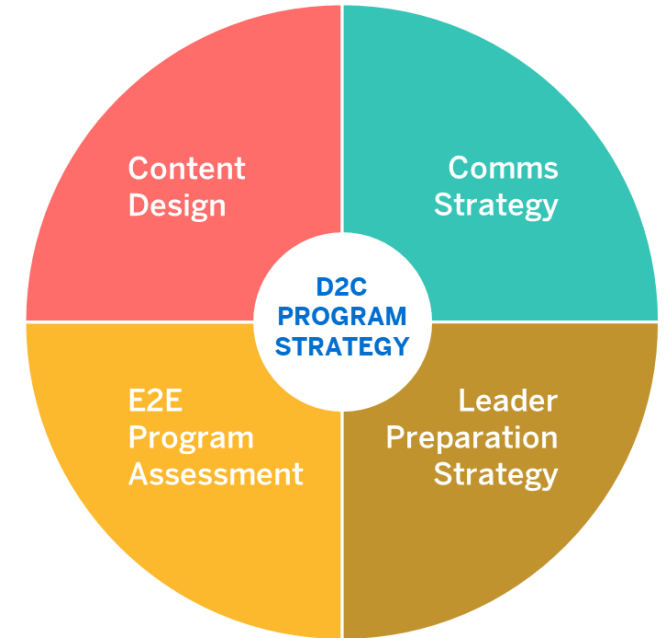 Content
Design
Comms
Strategy
D2C
PROGRAM
STRATEGY
E2E
Program
Assessment
Leader
Preparation
Strategy